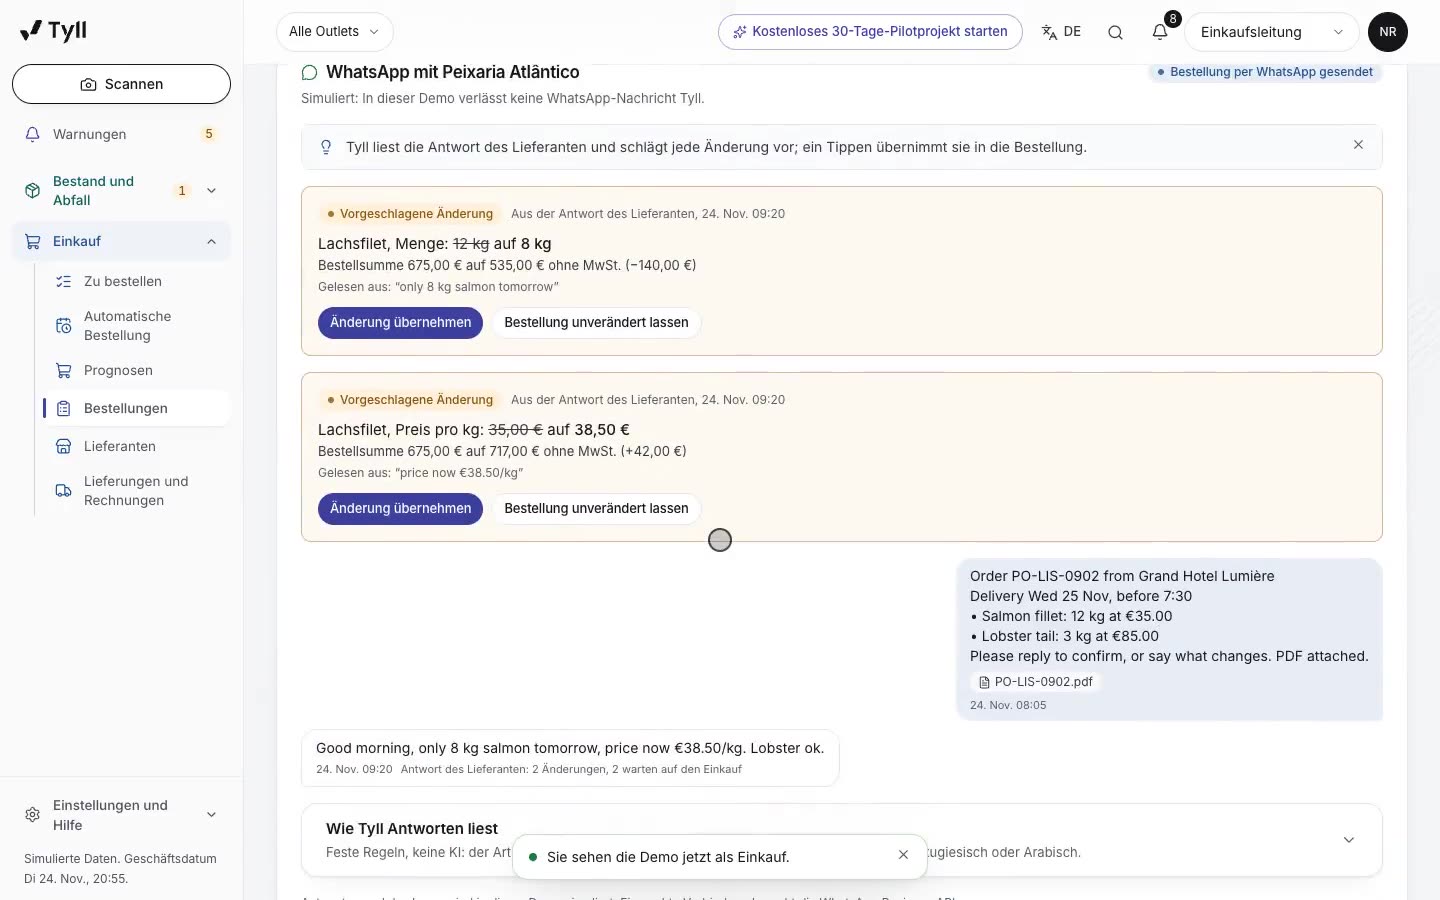 Tyll
Alle Outlets
Kostenloses 30-Tage-Pilotprojekt starten
DE
8
Einkaufsleitung
NR
Scannen
Warnungen
5
Bestand und
Abfall
1
Einkauf
Zu bestellen
Automatische
Bestellung
Prognosen
Bestellungen
Lieferanten
Lieferungen und
Rechnungen
Einstellungen und
Hilfe
Simulierte Daten. Geschäftsdatum
Di 24. Nov., 20:55.
WhatsApp mit Peixaria Atlântico
Bestellung per WhatsApp gesendet
Simuliert: In dieser Demo verlässt keine WhatsApp-Nachricht Tyll.
Tyll liest die Antwort des Lieferanten und schlägt jede Änderung vor; ein Tippen übernimmt sie in die Bestellung.
Vorgeschlagene Änderung Aus der Antwort des Lieferanten, 24. Nov. 09:20
Lachsfilet, Menge: 12 kg auf 8 kg
Bestellsumme 675,00 € auf 535,00 € ohne MwSt. (−140,00 €)
Gelesen aus: “only 8 kg salmon tomorrow”
Änderung übernehmen Bestellung unverändert lassen
Vorgeschlagene Änderung Aus der Antwort des Lieferanten, 24. Nov. 09:20
Lachsfilet, Preis pro kg: 35,00 € auf 38,50 €
Bestellsumme 675,00 € auf 717,00 € ohne MwSt. (+42,00 €)
Gelesen aus: “price now €38.50/kg”
Änderung übernehmen Bestellung unverändert lassen
Order PO-LIS-0902 from Grand Hotel Lumière
Delivery Wed 25 Nov, before 7:30
• Salmon fillet: 12 kg at €35.00
• Lobster tail: 3 kg at €85.00
Please reply to confirm, or say what changes. PDF attached.
PO-LIS-0902.pdf
24. Nov. 08:05
Good morning, only 8 kg salmon tomorrow, price now €38.50/kg. Lobster ok.
24. Nov. 09:20 Antwort des Lieferanten: 2 Änderungen, 2 warten auf den Einkauf
Wie Tyll Antworten liest
Feste Regeln, keine KI: der Art
oder Arabisch.
Sie sehen die Demo jetzt als Einkauf.